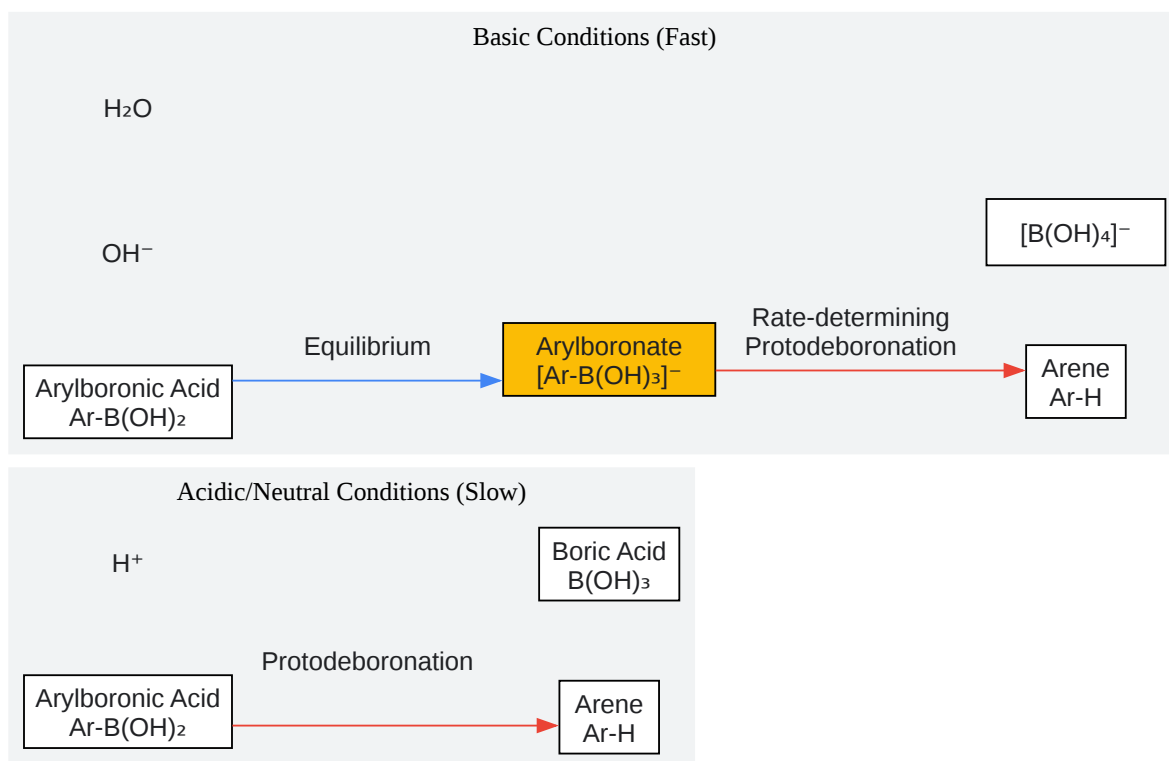 Basic Conditions (Fast)
H₂O
OH⁻
[B(OH)₄]⁻
Equilibrium
Arylboronate
[Ar-B(OH)₃]⁻
Rate-determining
Protodeboronation
Arylboronic Acid
Ar-B(OH)₂
Arene
Ar-H
Acidic/Neutral Conditions (Slow)
H⁺
Boric Acid
B(OH)₃
Protodeboronation
Arylboronic Acid
Ar-B(OH)₂
Arene
Ar-H